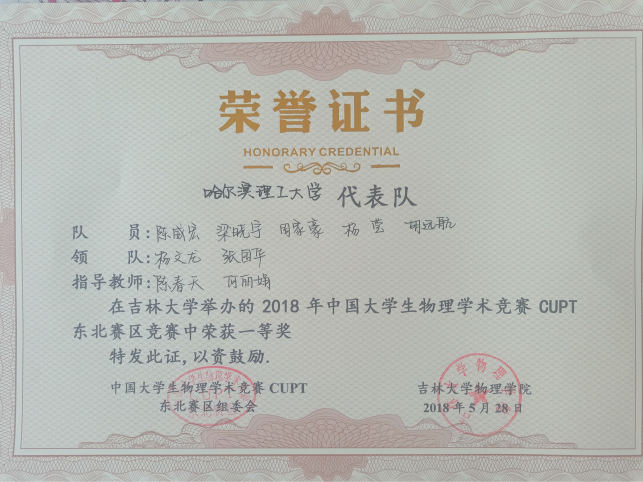 荣誉证书
HONORARY CREDENTIAL
哈尔滨理工大学 代表队
队 员:陈威宏 梁晓宇 周家豪 杨 莹 胡远航
领 队:杨文龙 张国华
指导教师:陈春天 何丽娟
在吉林大学举办的 2018 年中国大学生物理学术竞赛 CUPT
东北赛区竞赛中荣获一等奖
特发此证,以资鼓励.
中国大学生物理学术竞赛 CUPT
东北赛区组委会
吉林大学物理学院
2018 年 5 月 28 日